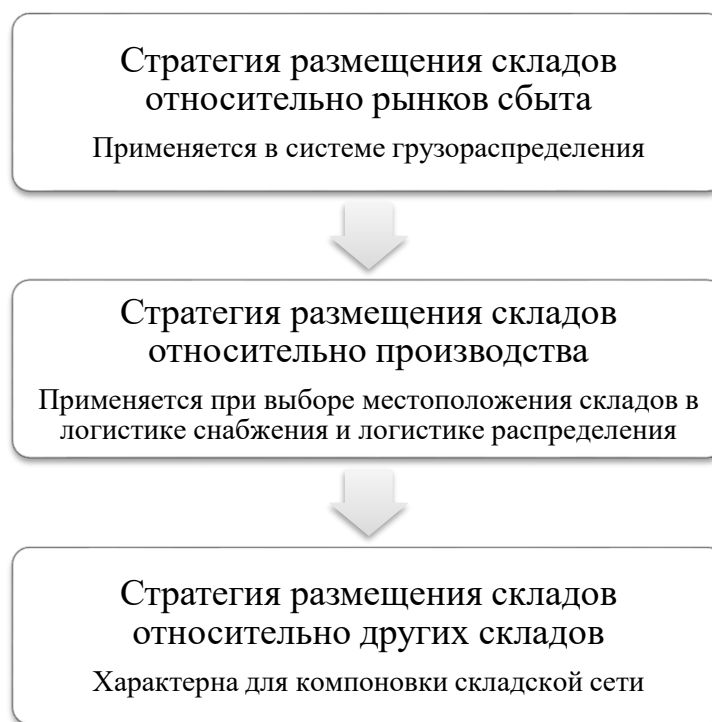 Стратегия размещения складов
относительно рынков сбыта
Применяется в системе грузораспределения
Стратегия размещения складов
относительно производства
Применяется при выборе местоположения складов в
логистике снабжения и логистике распределения
Стратегия размещения складов
относительно других складов
Характерна для компоновки складской сети